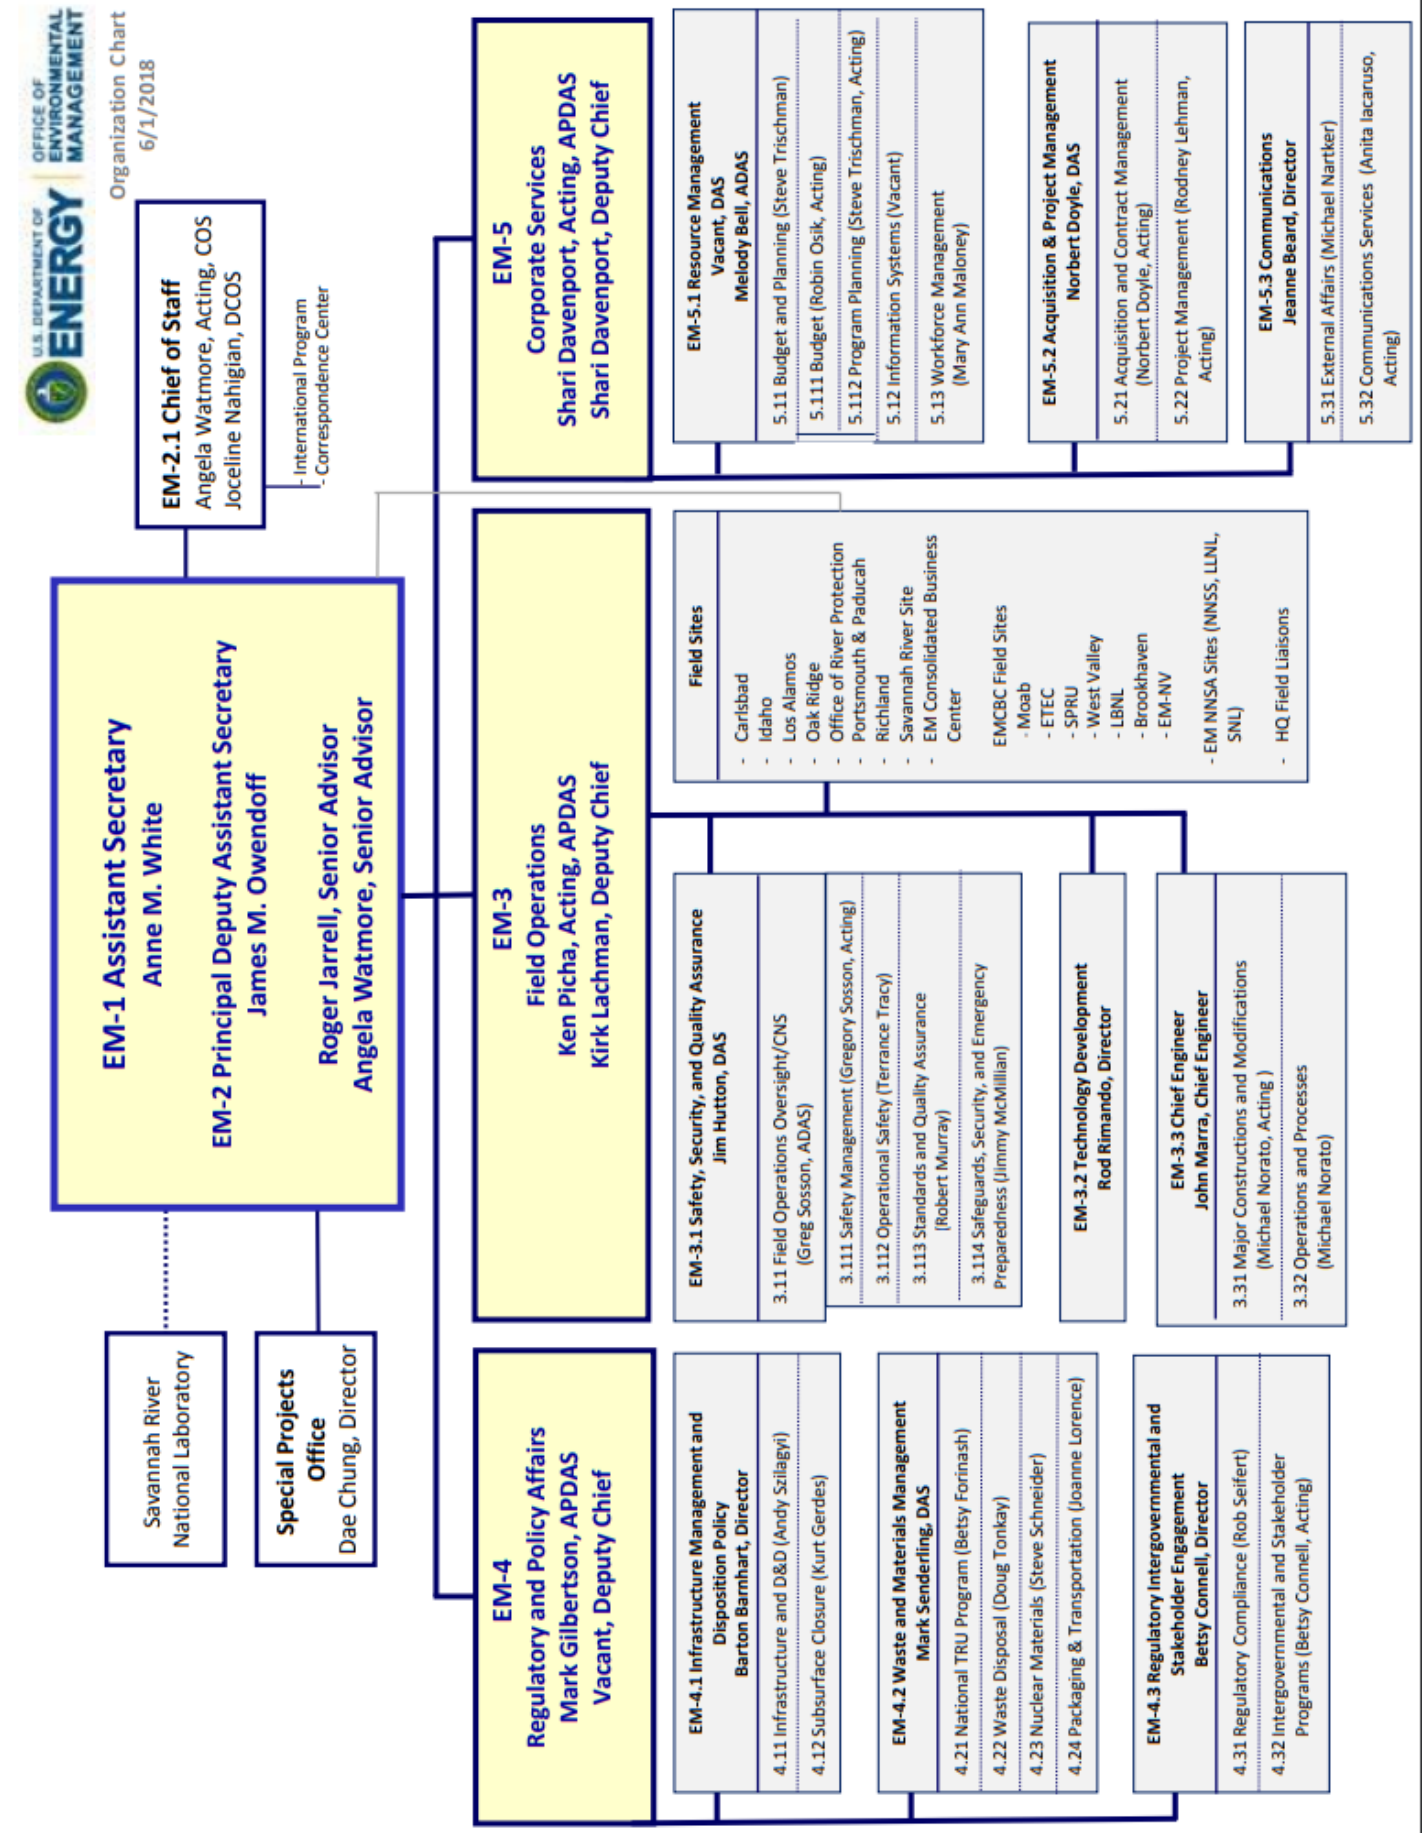 U.S. DEPARTMENT OF
ENERGY
OFFICE OF
ENVIRONMENTAL
MANAGEMENT
Organization Chart
6/1/2018
EM-1 Assistant Secretary
Anne M. White
EM-2 Principal Deputy Assistant Secretary
James M. Owendoff
Roger Jarrell, Senior Advisor
Angela Watmore, Senior Advisor
EM-2.1 Chief of Staff
Angela Watmore, Acting, COS
Joceline Nahigian, DCOS
- International Program
- Correspondence Center
Savannah River
National Laboratory
Special Projects
Office
Dae Chung, Director
EM-4
Regulatory and Policy Affairs
Mark Gilbertson, APDAS
Vacant, Deputy Chief
EM-4.1 Infrastructure Management and
Disposition Policy
Barton Barnhart, Director
4.11 Infrastructure and D&D (Andy Szilagyi)
4.12 Subsurface Closure (Kurt Gerdes)
EM-4.2 Waste and Materials Management
Mark Senderling, DAS
4.21 National TRU Program (Betsy Forinash)
4.22 Waste Disposal (Doug Tonkay)
4.23 Nuclear Materials (Steve Schneider)
4.24 Packaging & Transportation (Joanne Lorence)
EM-4.3 Regulatory Intergovernmental and
Stakeholder Engagement
Betsy Connell, Director
4.31 Regulatory Compliance (Rob Seifert)
4.32 Intergovernmental and Stakeholder
Programs (Betsy Connell, Acting)
EM-3
Field Operations
Ken Picha, Acting, APDAS
Kirk Lachman, Deputy Chief
EM-3.1 Safety, Security, and Quality Assurance
Jim Hutton, DAS
3.11 Field Operations Oversight/CNS
(Greg Sosson, ADAS)
3.111 Safety Management (Gregory Sosson, Acting)
3.112 Operational Safety (Terrance Tracy)
3.113 Standards and Quality Assurance
(Robert Murray)
3.114 Safeguards, Security, and Emergency
Preparedness (Jimmy McMillian)
EM-3.2 Technology Development
Rod Rimando, Director
EM-3.3 Chief Engineer
John Marra, Chief Engineer
3.31 Major Constructions and Modifications
(Michael Norato, Acting )
3.32 Operations and Processes
(Michael Norato)
Field Sites
- Carlsbad
- Idaho
- Los Alamos
- Oak Ridge
- Office of River Protection
- Portsmouth & Paducah
- Richland
- Savannah River Site
- EM Consolidated Business
Center
EMCBC Field Sites
- Moab
- ETEC
- SPRU
- West Valley
- LBNL
- Brookhaven
- EM-NV
- EM NNSA Sites (NNSS, LLNL,
SNL)
- HQ Field Liaisons
EM-5
Corporate Services
Shari Davenport, Acting, APDAS
Shari Davenport, Deputy Chief
EM-5.1 Resource Management
Vacant, DAS
Melody Bell, ADAS
5.11 Budget and Planning (Steve Trischman)
5.111 Budget (Robin Osik, Acting)
5.112 Program Planning (Steve Trischman, Acting)
5.12 Information Systems (Vacant)
5.13 Workforce Management
(Mary Ann Maloney)
EM-5.2 Acquisition & Project Management
Norbert Doyle, DAS
5.21 Acquisition and Contract Management
(Norbert Doyle, Acting)
5.22 Project Management (Rodney Lehman,
Acting)
EM-5.3 Communications
Jeanne Beard, Director
5.31 External Affairs (Michael Nartker)
5.32 Communications Services (Anita Iacaruso,
Acting)